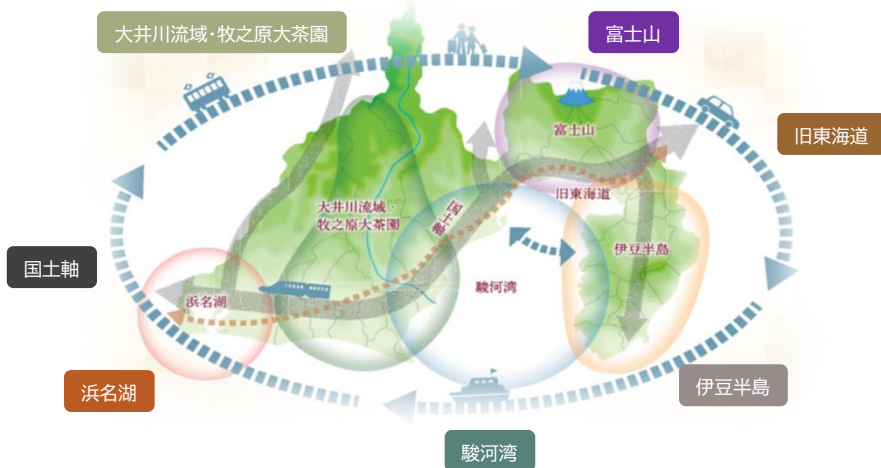 大井川流域･牧之原大茶園
富士山
旧東海道
富士山
旧東海道
大井川流域・
牧之原大茶園
国土軸
伊豆半島
国土軸
駿河湾
浜名湖
浜名湖
伊豆半島
駿河湾